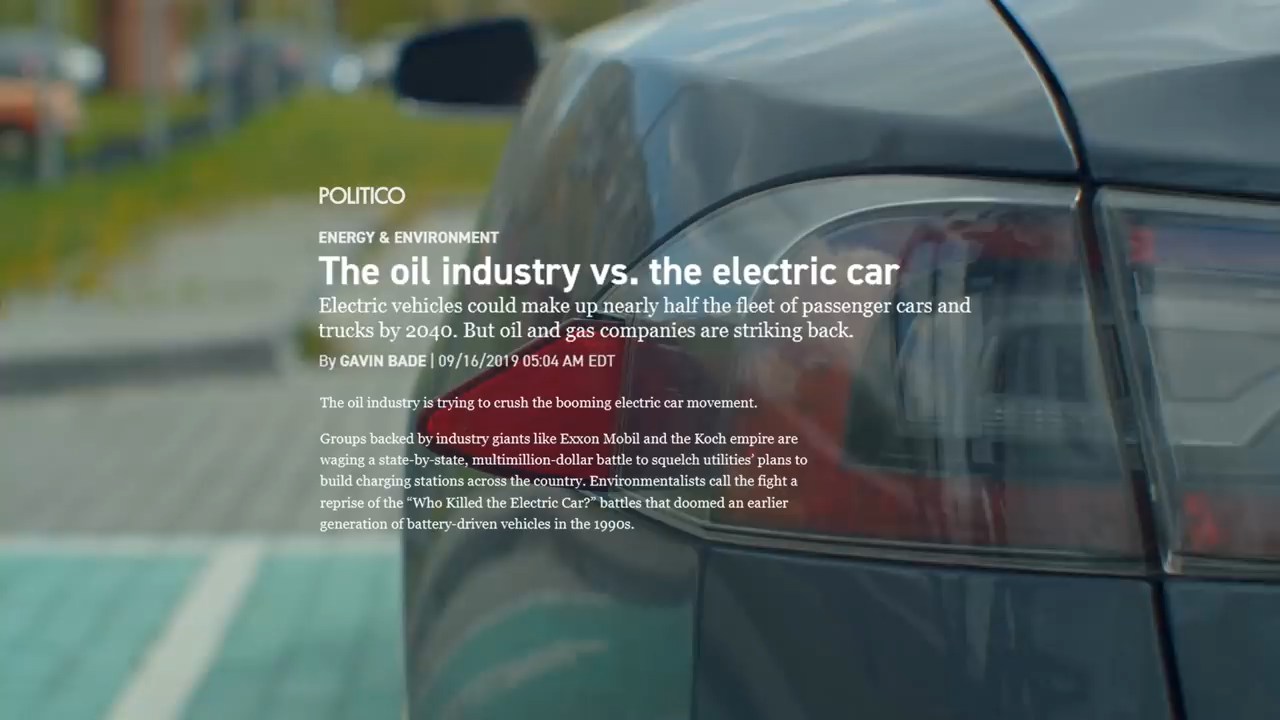 POLITICO
ENERGY & ENVIRONMENT
The oil industry vs. the electric car
Electric vehicles could make up nearly half the fleet of passenger cars and
trucks by 2040. But oil and gas companies are striking back.
By GAVIN BADE | 09/16/2019 05:04 AM EDT
The oil industry is trying to crush the booming electric car movement.
Groups backed by industry giants like Exxon Mobil and the Koch empire are
waging a state-by-state, multimillion-dollar battle to squelch utilities’ plans to
build charging stations across the country. Environmentalists call the fight a
reprise of the “Who Killed the Electric Car?” battles that doomed an earlier
generation of battery-driven vehicles in the 1990s.